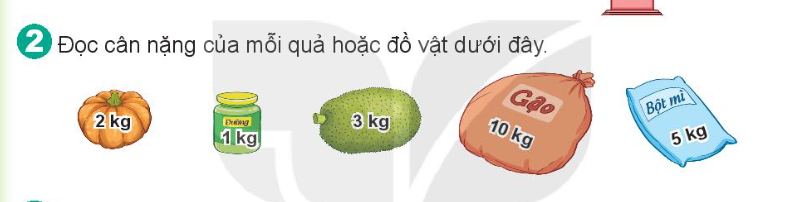 2 Đọc cân nặng của mỗi quả hoặc đồ vật dưới đây.
2 kg
Đường
1 kg
3 kg
Gạo
10 kg
Bột mì
5 kg